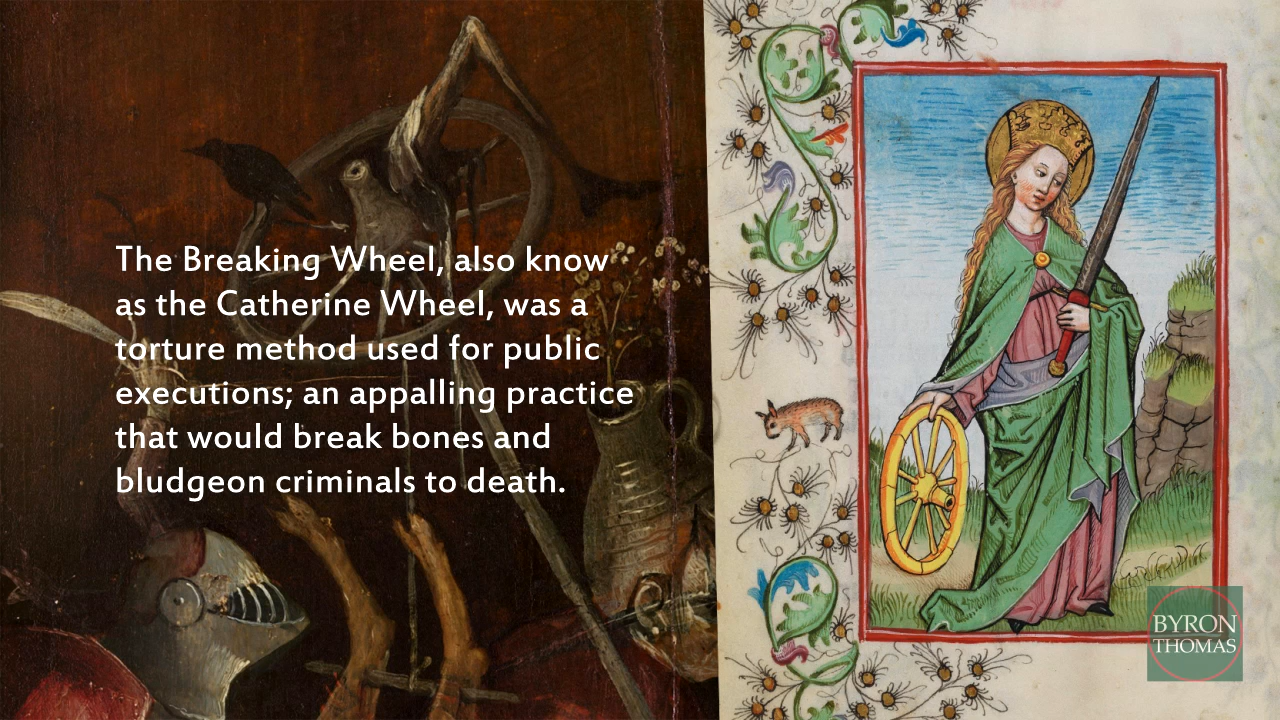 The Breaking Wheel, also know
as the Catherine Wheel, was a
torture method used for public
executions; an appalling practice
that would break bones and
bludgeon criminals to death.
BYRON
THOMAS